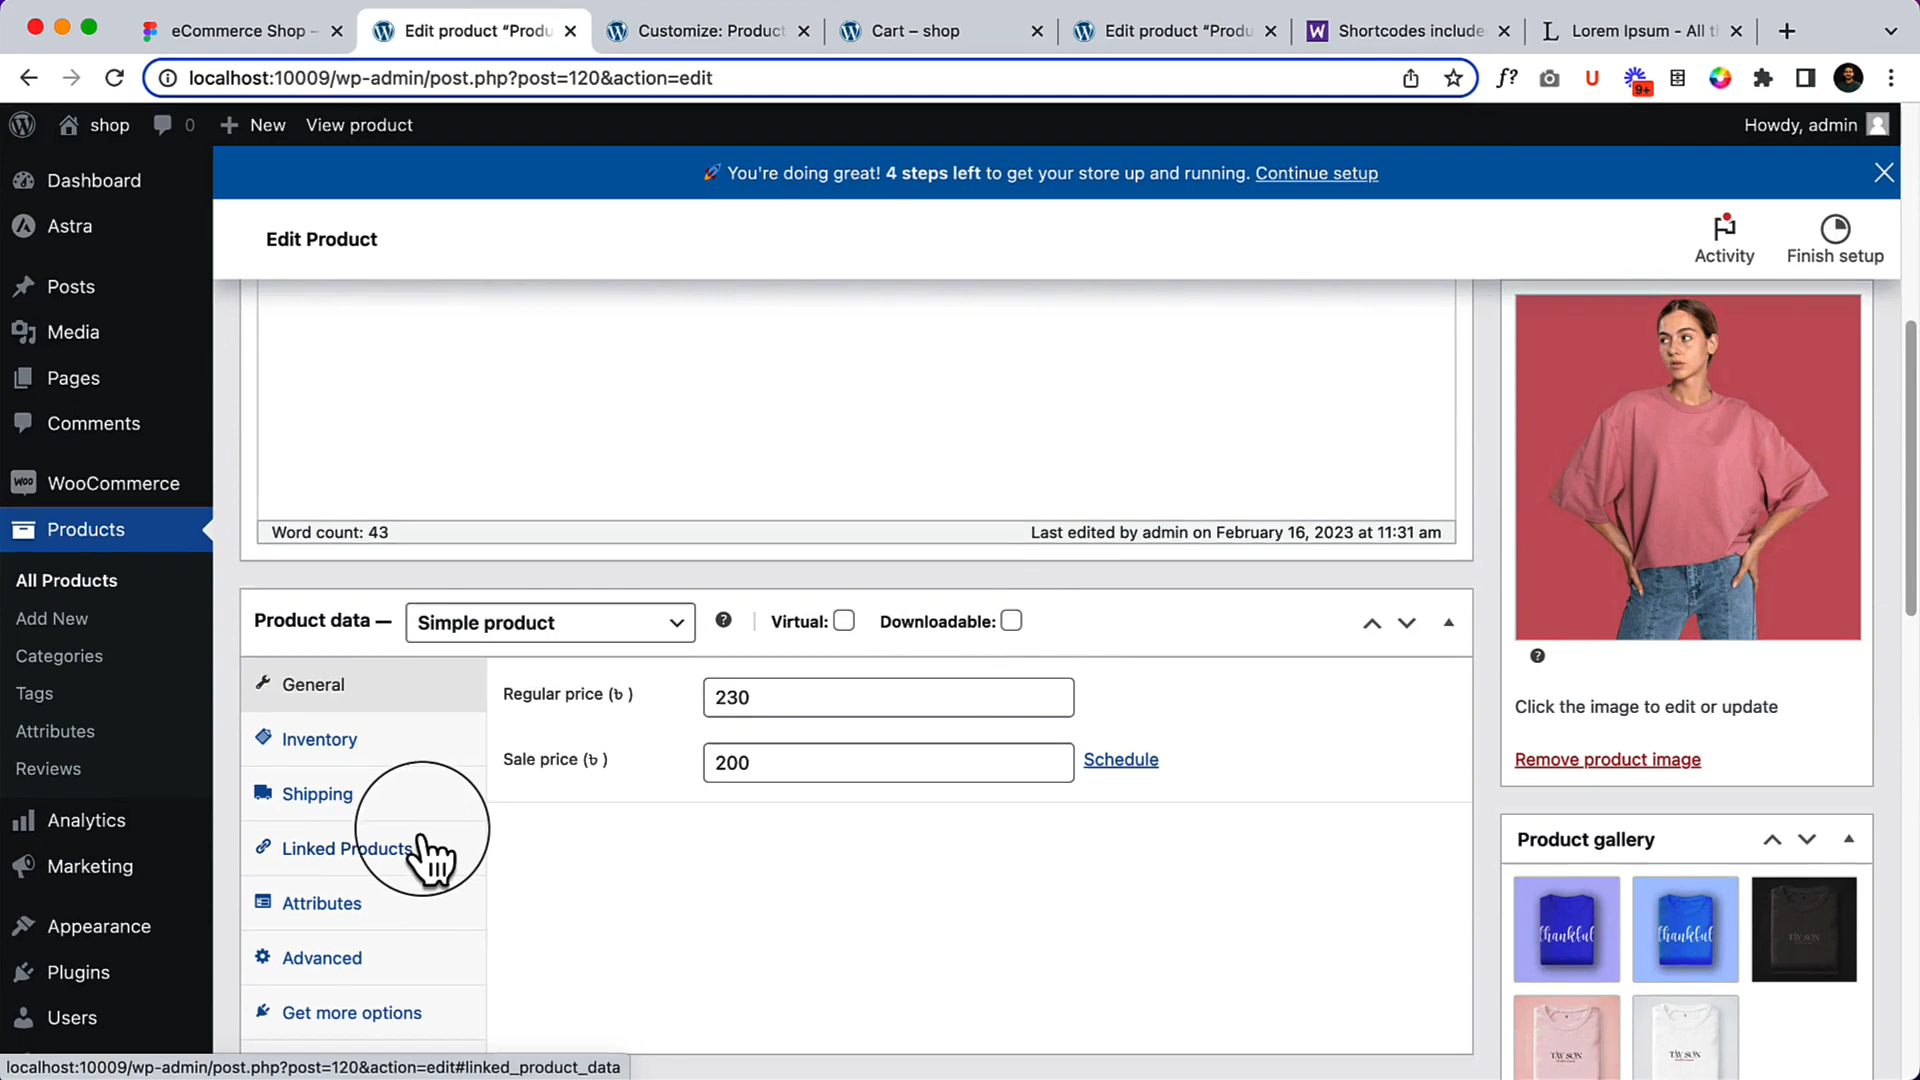 eCommerce Shop –
Edit product “Produ
Customize: Product
Cart – shop
Edit product “Produ
Shortcodes include
Lorem Ipsum - All t
localhost:10009/wp-admin/post.php?post=120&action=edit
f?
U
9+
shop
0
New
View product
Howdy, admin
Dashboard
Astra
Posts
Media
Pages
Comments
WOO WooCommerce
Products
All Products
Add New
Categories
Tags
Attributes
Reviews
Analytics
Marketing
Appearance
Plugins
Users
You're doing great! 4 steps left to get your store up and running. Continue setup
Edit Product
Activity
Finish setup
Word count: 43
Last edited by admin on February 16, 2023 at 11:31 am
Product data —
Simple product
Virtual:
Downloadable:
General
Inventory
Shipping
Linked Products
Attributes
Advanced
Get more options
Regular price (৳ )
230
Sale price (৳ )
200
Schedule
Click the image to edit or update
Remove product image
Product gallery
thankful
thankful
TAY SON
TAY SON
TAY SON
localhost:10009/wp-admin/post.php?post=120&action=edit#linked_product_data